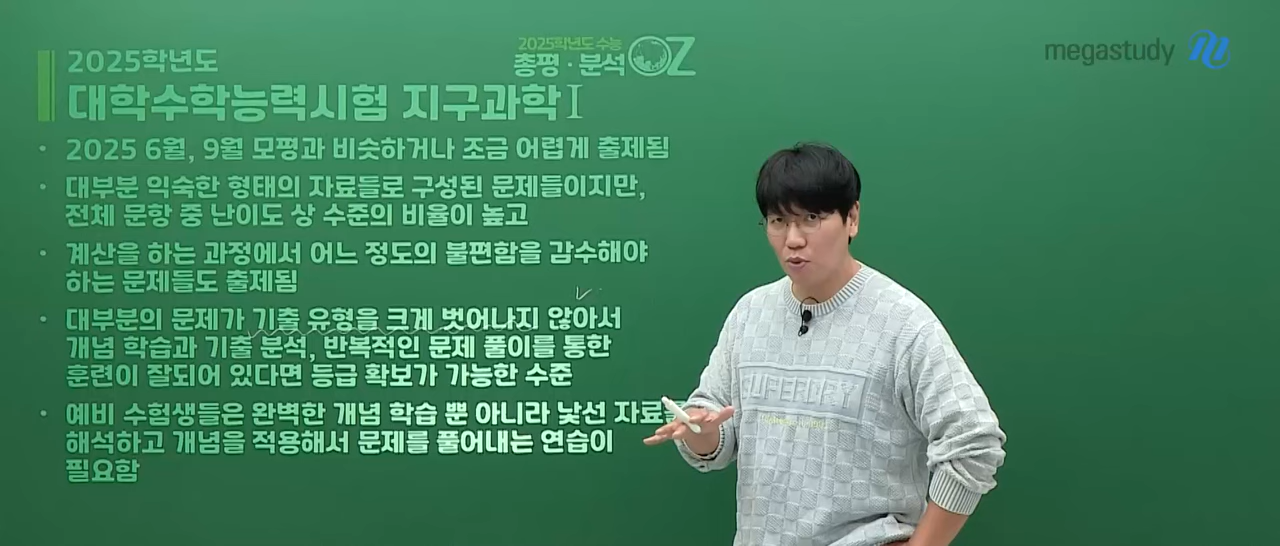 2025학년도
대학수학능력시험 지구과학I
2025학년도 수능
총평·분석 OZ
megastudy
• 2025 6월, 9월 모평과 비슷하거나 조금 어렵게 출제됨
• 대부분 익숙한 형태의 자료들로 구성된 문제들이지만,
전체 문항 중 난이도 상 수준의 비율이 높고
• 계산을 하는 과정에서 어느 정도의 불편함을 감수해야
하는 문제들도 출제됨
• 대부분의 문제가 기출 유형을 크게 벗어나지 않아서
개념 학습과 기출 분석, 반복적인 문제 풀이를 통한
훈련이 잘되어 있다면 등급 확보가 가능한 수준
• 예비 수험생들은 완벽한 개념 학습 뿐 아니라 낯선 자료를
해석하고 개념을 적용해서 문제를 풀어내는 연습이
필요함
SUPERDRY